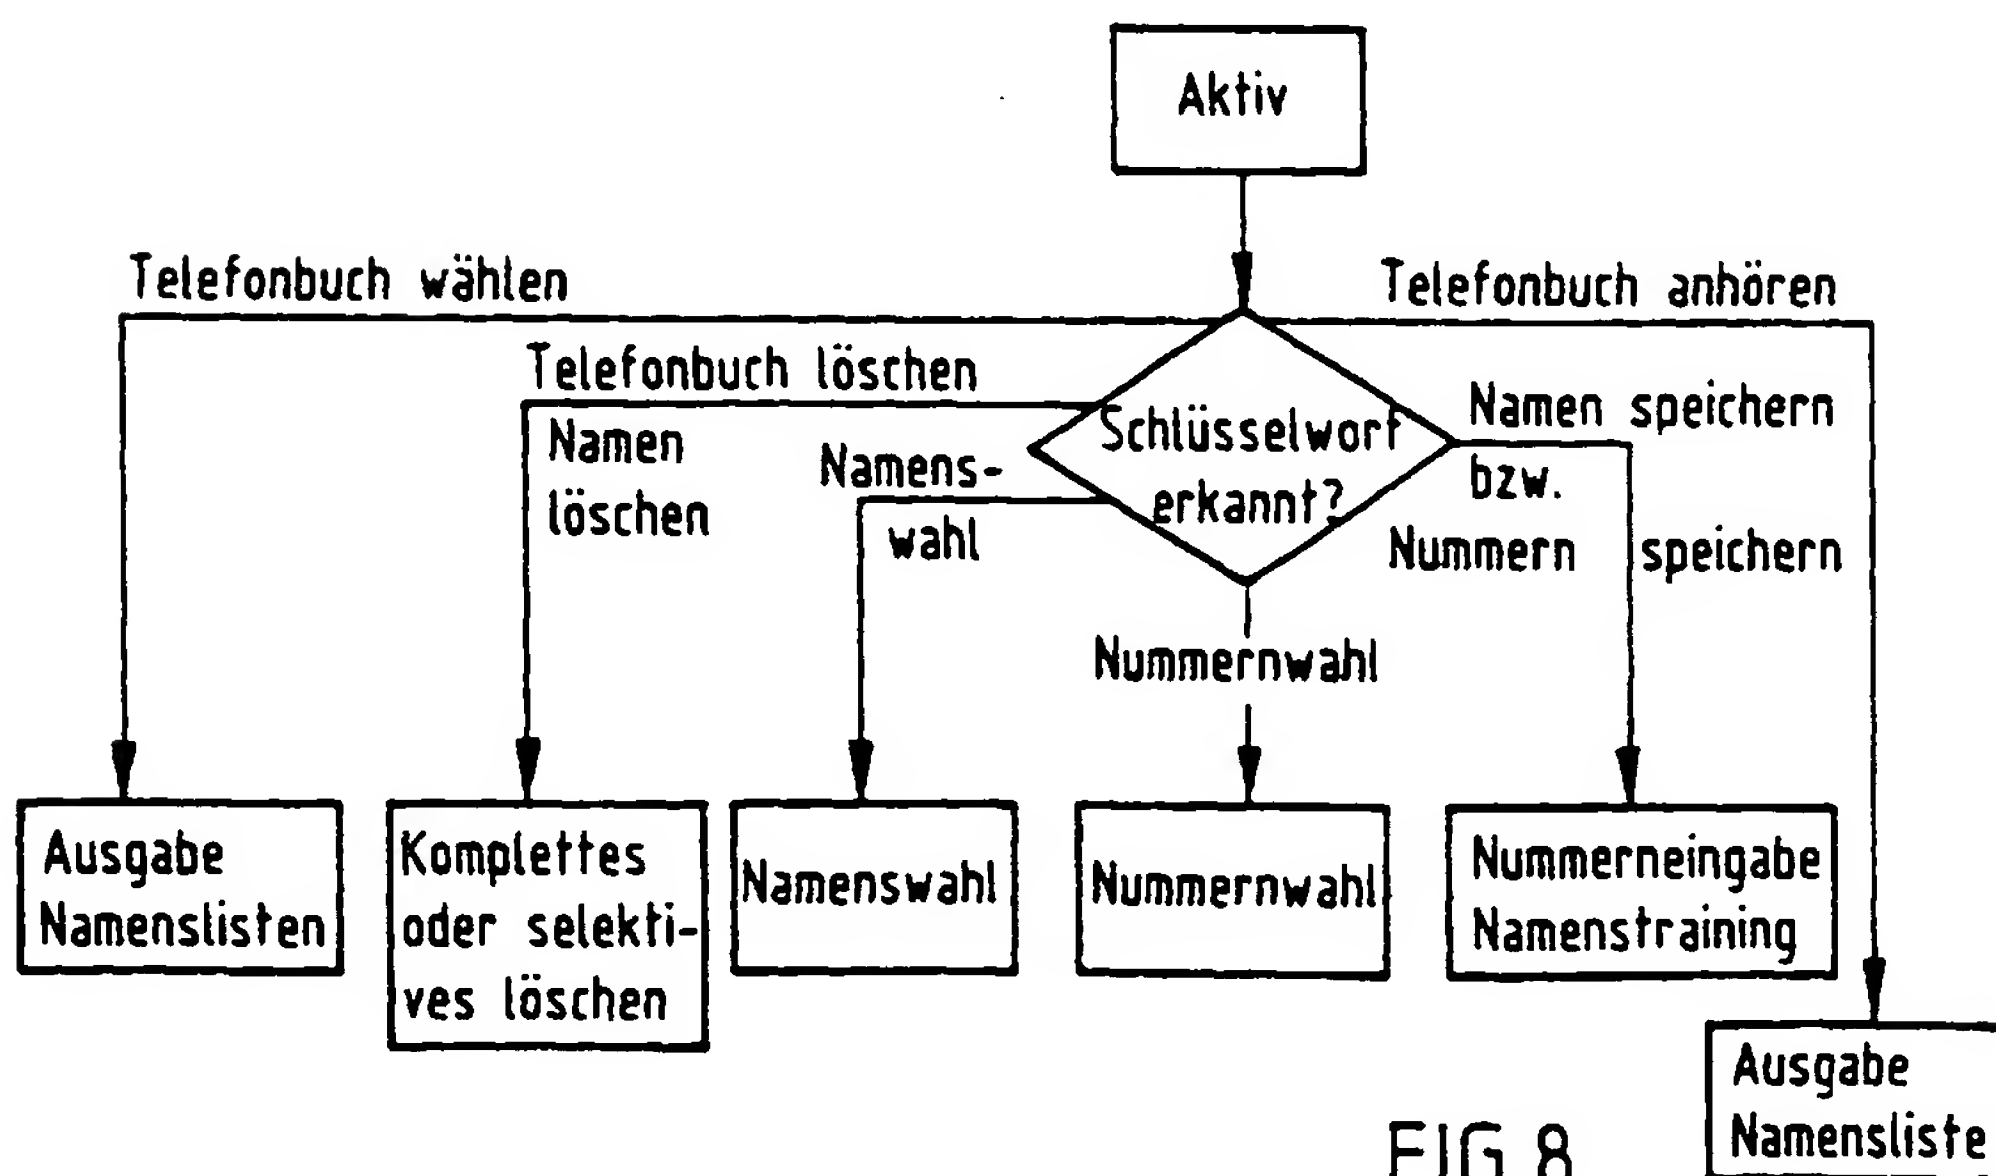 Aktiv
Telefonbuch wählen
Telefonbuch anhören
Telefonbuch löschen
Namen
löschen
Namens-
wahl
Schlüsselwort
erkannt?
Namen speichern
bzw.
Nummern speichern
Nummernwahl
Ausgabe
Namenslisten
Komplettes
oder selekti-
ves löschen
Namenswahl
Nummernwahl
Nummerneingabe
Namenstraining
Ausgabe
Namensliste
FIG.8